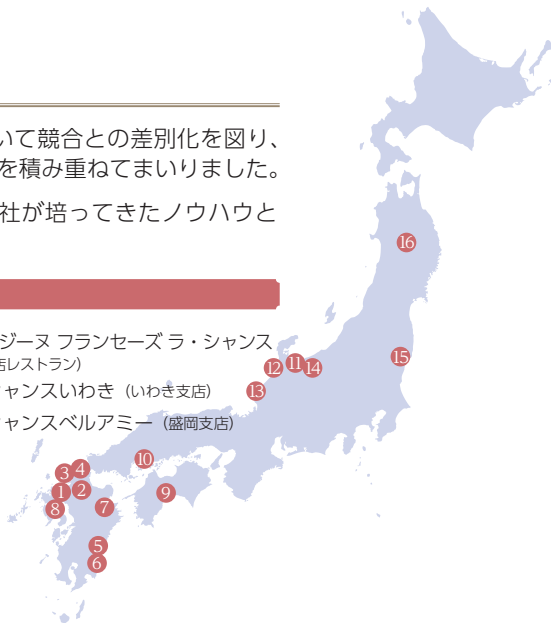 いて競合との差別化を図り、
を積み重ねてまいりました。
社が培ってきたノウハウと
ジーヌ フランセーズ ラ・シャンス
店レストラン）
ャンスいわき（いわき支店）
ャンスベルアミー（盛岡支店）
16
15
12
11
14
13
10
9
3
4
1
2
8
7
5
6